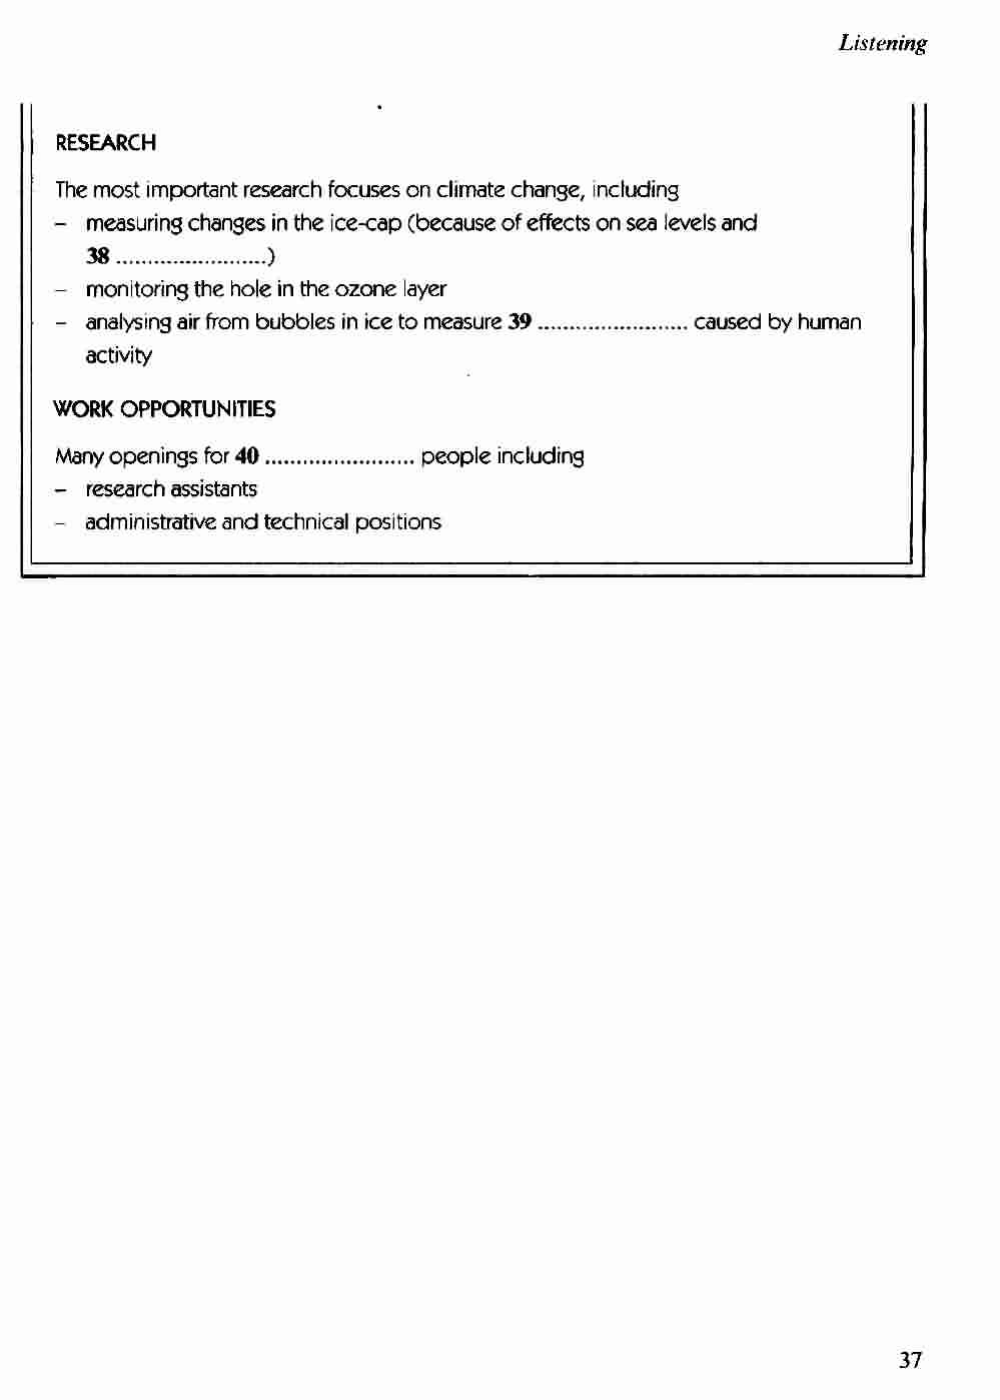 Listening
RESEARCH
The most important research focuses on climate change, including
– measuring changes in the ice-cap (because of effects on sea levels and
38 ........................)
– monitoring the hole in the ozone layer
– analysing air from bubbles in ice to measure 39 ........................ caused by human
activity
WORK OPPORTUNITIES
Many openings for 40 ........................ people including
– research assistants
– administrative and technical positions
37